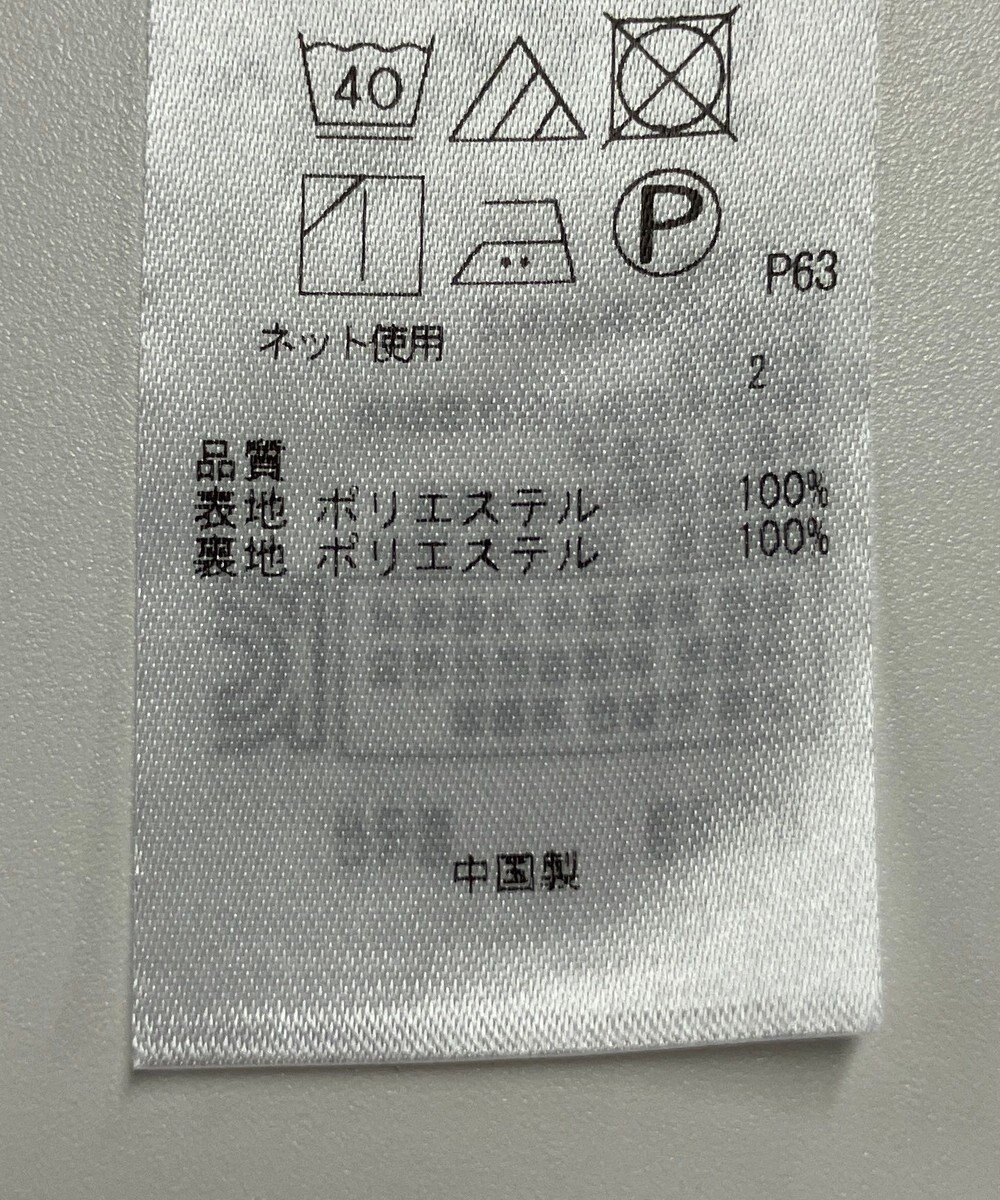 40
P
P63
ネット使用
2
品質
表地 ポリエステル 100%
裏地 ポリエステル 100%
中国製